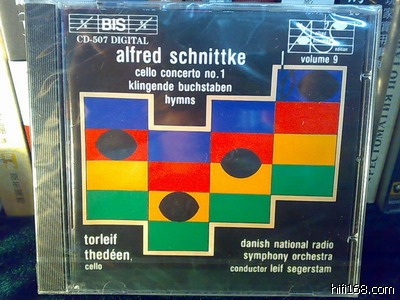 BIS
CD-507 DIGITAL
alfred schnittke
cello concerto no.1
klingende buchstaben
hymns
edition
volume 9
torleif
thedéen,
cello
danish national radio
symphony orchestra
conductor leif segerstam
hifi168.com